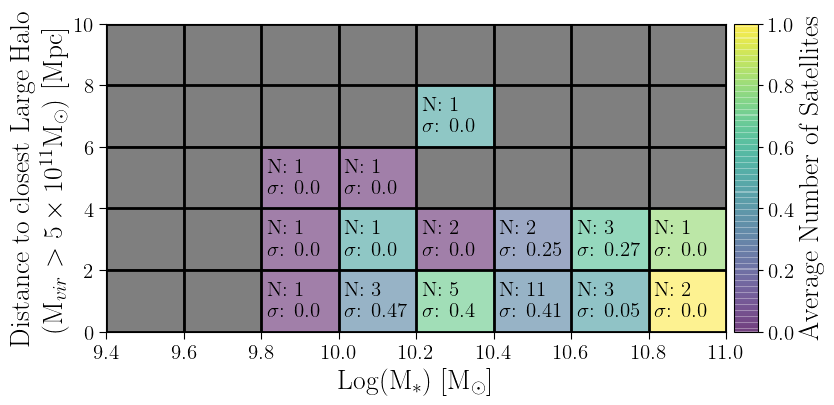 Distance to closest Large Halo
(M_vir > 5 × 10^11 M_⊙) [Mpc]
10
8
6
4
2
0
N: 1
σ: 0.0
N: 1
σ: 0.0
N: 1
σ: 0.0
N: 1
σ: 0.0
N: 1
σ: 0.0
N: 2
σ: 0.0
N: 2
σ: 0.25
N: 3
σ: 0.27
N: 1
σ: 0.0
N: 1
σ: 0.0
N: 3
σ: 0.47
N: 5
σ: 0.4
N: 11
σ: 0.41
N: 3
σ: 0.05
N: 2
σ: 0.0
9.4 9.6 9.8 10.0 10.2 10.4 10.6 10.8 11.0
Log(M_*) [M_⊙]
1.0
0.8
0.6
0.4
0.2
0.0
Average Number of Satellites